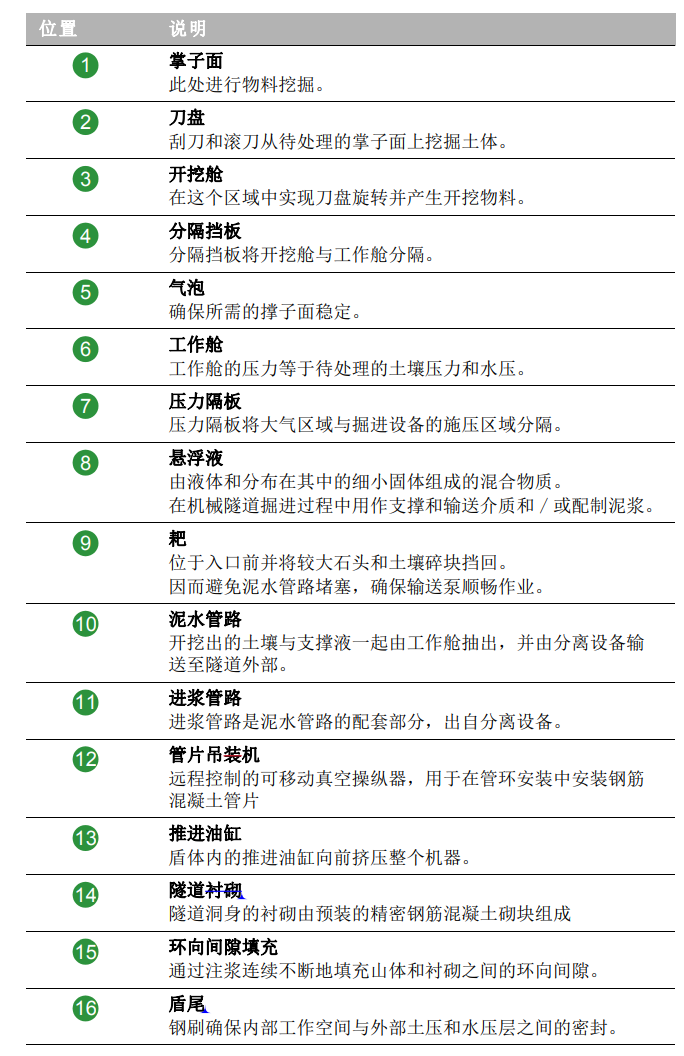 位置 说明
1 掌子面
此处进行物料挖掘。
2 刀盘
刮刀和滚刀从待处理的掌子面上挖掘土体。
3 开挖舱
在这个区域中实现刀盘旋转并产生开挖物料。
4 分隔挡板
分隔挡板将开挖舱与工作舱分隔。
5 气泡
确保所需的撑子面稳定。
6 工作舱
工作舱的压力等于待处理的土壤压力和水压。
7 压力隔板
压力隔板将大气区域与掘进设备的施压区域分隔。
8 悬浮液
由液体和分布在其中的细小固体组成的混合物质。
在机械隧道掘进过程中用作支撑和输送介质和 / 或配制泥浆。
9 耙
位于入口前并将较大石头和土壤碎块挡回。
因而避免泥水管路堵塞，确保输送泵顺畅作业。
10 泥水管路
开挖出的土壤与支撑液一起由工作舱抽出，并由分离设备输
送至隧道外部。
11 进浆管路
进浆管路是泥水管路的配套部分，出自分离设备。
12 管片吊装机
远程控制的可移动真空操纵器，用于在管环安装中安装钢筋
混凝土管片
13 推进油缸
盾体内的推进油缸向前挤压整个机器。
14 隧道衬砌
隧道洞身的衬砌由预装的精密钢筋混凝土砌块组成
15 环向间隙填充
通过注浆连续不断地填充山体和衬砌之间的环向间隙。
16 盾尾
钢刷确保内部工作空间与外部土压和水压层之间的密封。